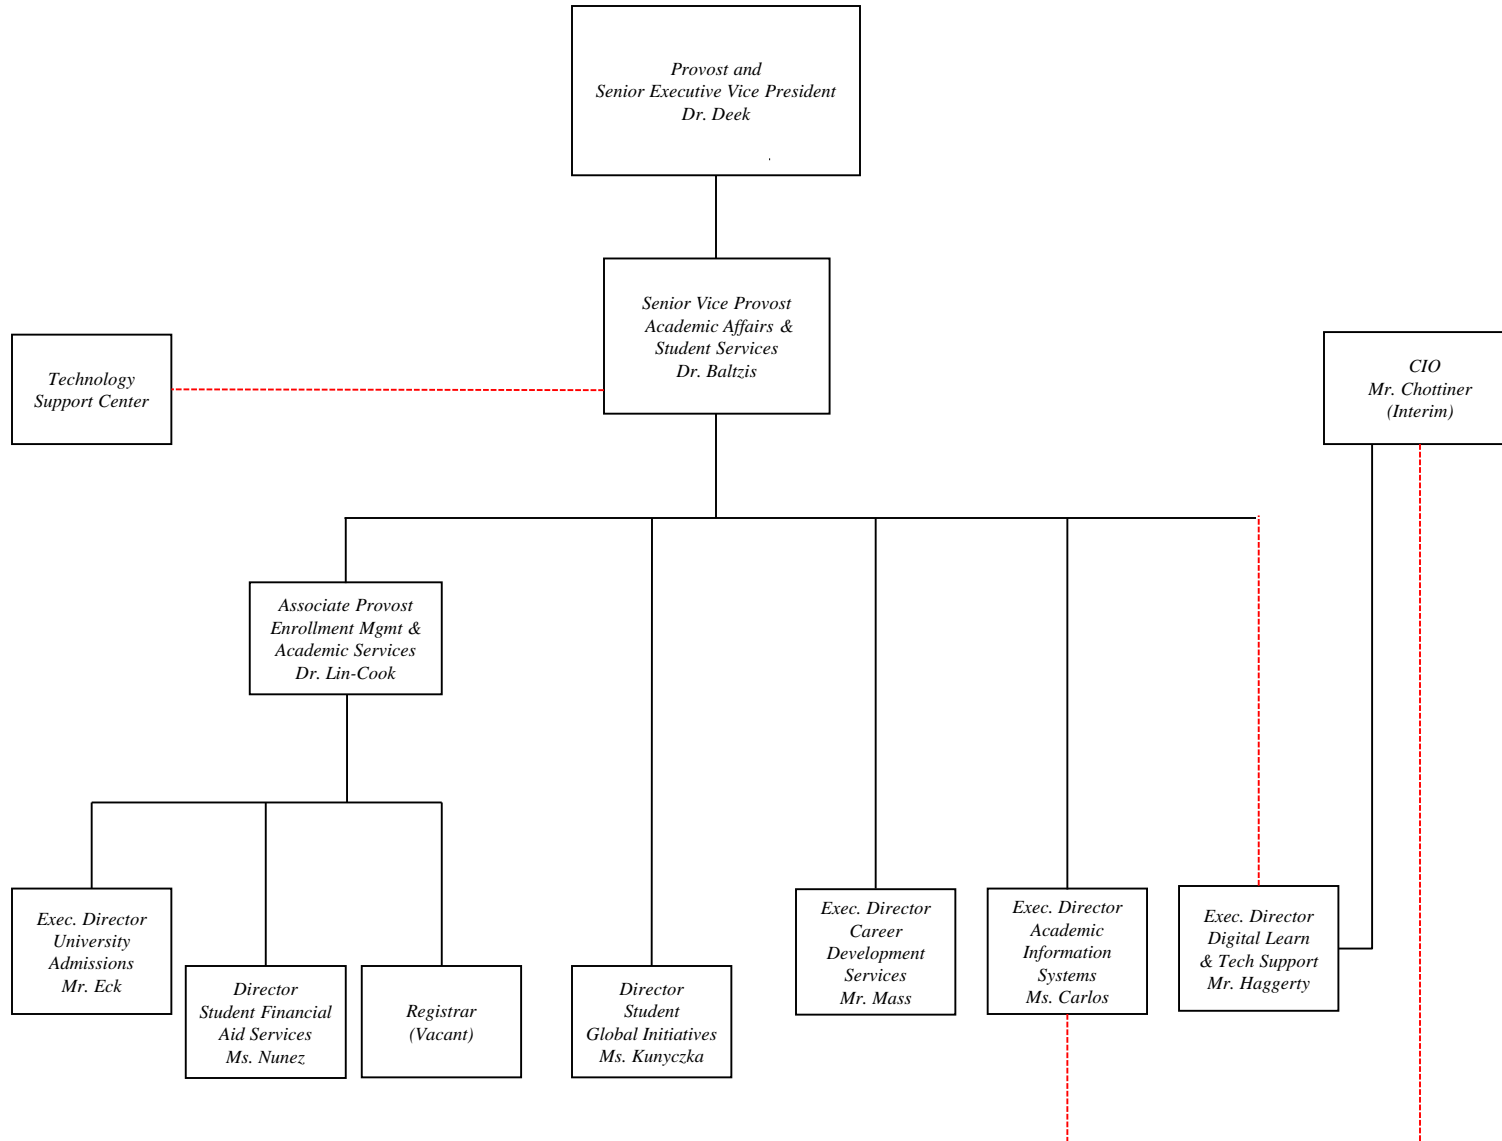 Provost and
Senior Executive Vice President
Dr. Deek
.
Senior Vice Provost
Academic Affairs &
Student Services
Dr. Baltzis
Technology
Support Center
CIO
Mr. Chottiner
(Interim)
Associate Provost
Enrollment Mgmt &
Academic Services
Dr. Lin-Cook
Exec. Director
University
Admissions
Mr. Eck
Director
Student Financial
Aid Services
Ms. Nunez
Registrar
(Vacant)
Director
Student
Global Initiatives
Ms. Kunyczka
Exec. Director
Career
Development
Services
Mr. Mass
Exec. Director
Academic
Information
Systems
Ms. Carlos
Exec. Director
Digital Learn
& Tech Support
Mr. Haggerty